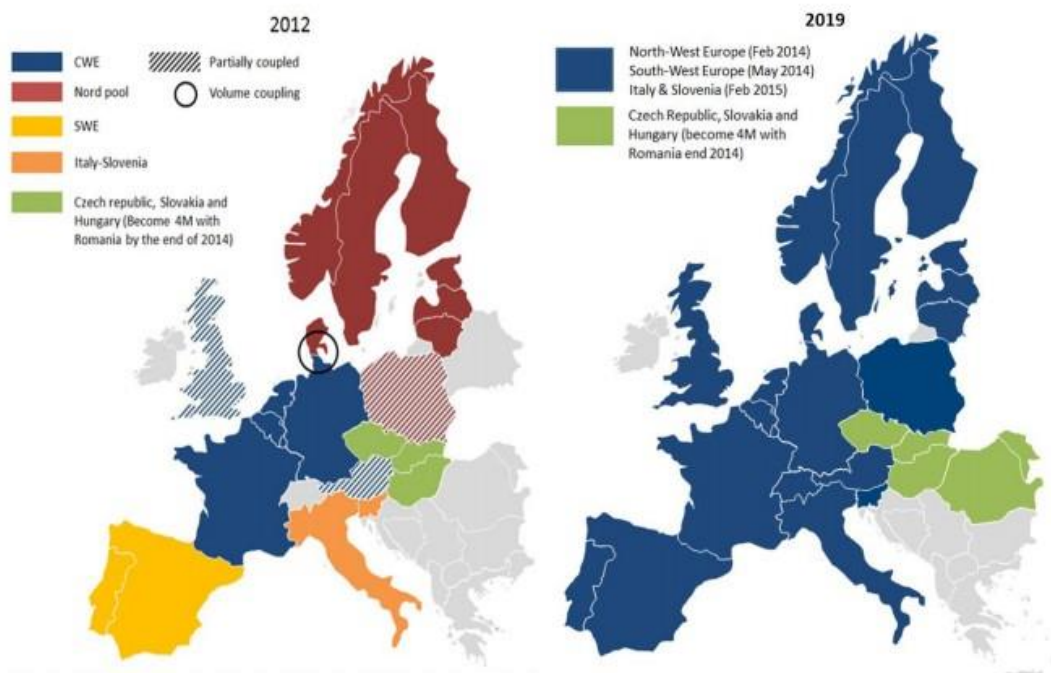 2012
CWE
Partially coupled
Nord pool
Volume coupling
SWE
Italy-Slovenia
Czech republic, Slovakia and
Hungary (Become 4M with
Romania by the end of 2014)
2019
North-West Europe (Feb 2014)
South-West Europe (May 2014)
Italy & Slovenia (Feb 2015)
Czech Republic, Slovakia and
Hungary (become 4M with
Romania end 2014)